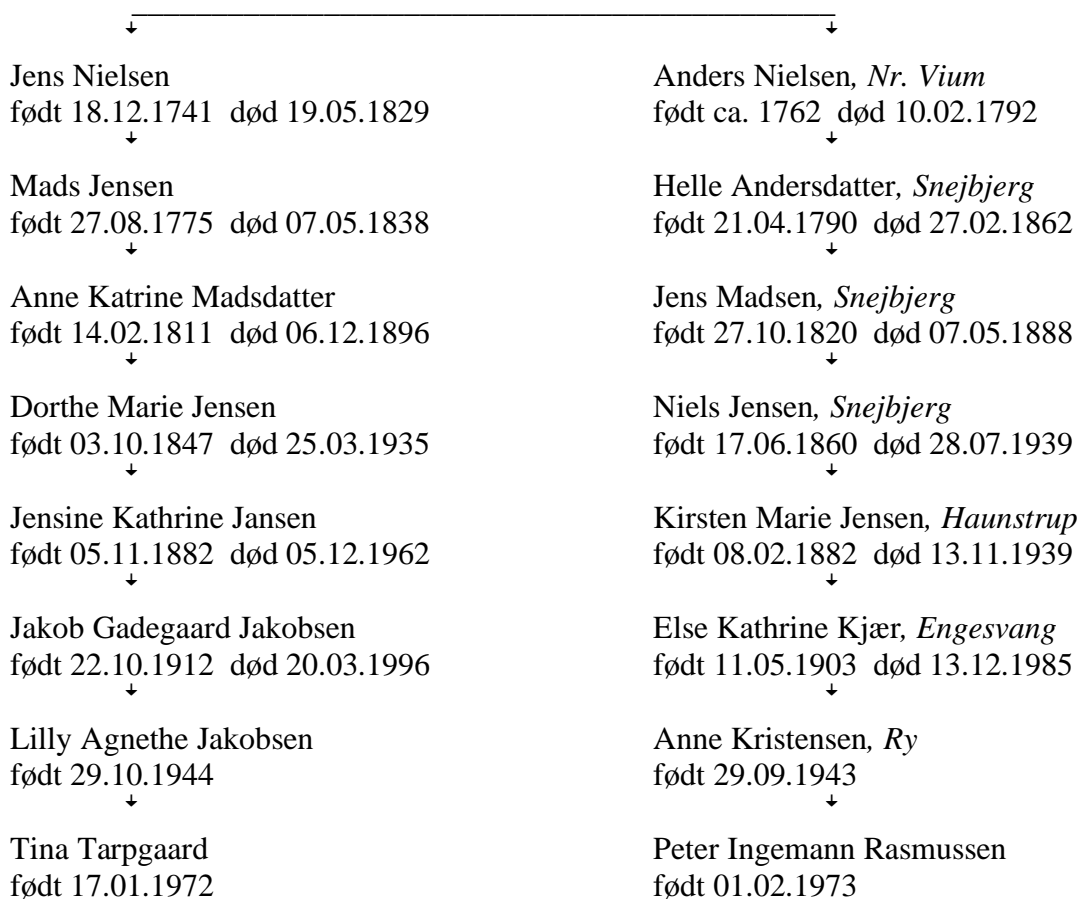 Jens Nielsen
født 18.12.1741  død 19.05.1829
Mads Jensen
født 27.08.1775  død 07.05.1838
Anne Katrine Madsdatter
født 14.02.1811  død 06.12.1896
Dorthe Marie Jensen
født 03.10.1847  død 25.03.1935
Jensine Kathrine Jansen
født 05.11.1882  død 05.12.1962
Jakob Gadegaard Jakobsen
født 22.10.1912  død 20.03.1996
Lilly Agnethe Jakobsen
født 29.10.1944
Tina Tarpgaard
født 17.01.1972
Anders Nielsen, Nr. Vium
født ca. 1762  død 10.02.1792
Helle Andersdatter, Snejbjerg
født 21.04.1790  død 27.02.1862
Jens Madsen, Snejbjerg
født 27.10.1820  død 07.05.1888
Niels Jensen, Snejbjerg
født 17.06.1860  død 28.07.1939
Kirsten Marie Jensen, Haunstrup
født 08.02.1882  død 13.11.1939
Else Kathrine Kjær, Engesvang
født 11.05.1903  død 13.12.1985
Anne Kristensen, Ry
født 29.09.1943
Peter Ingemann Rasmussen
født 01.02.1973